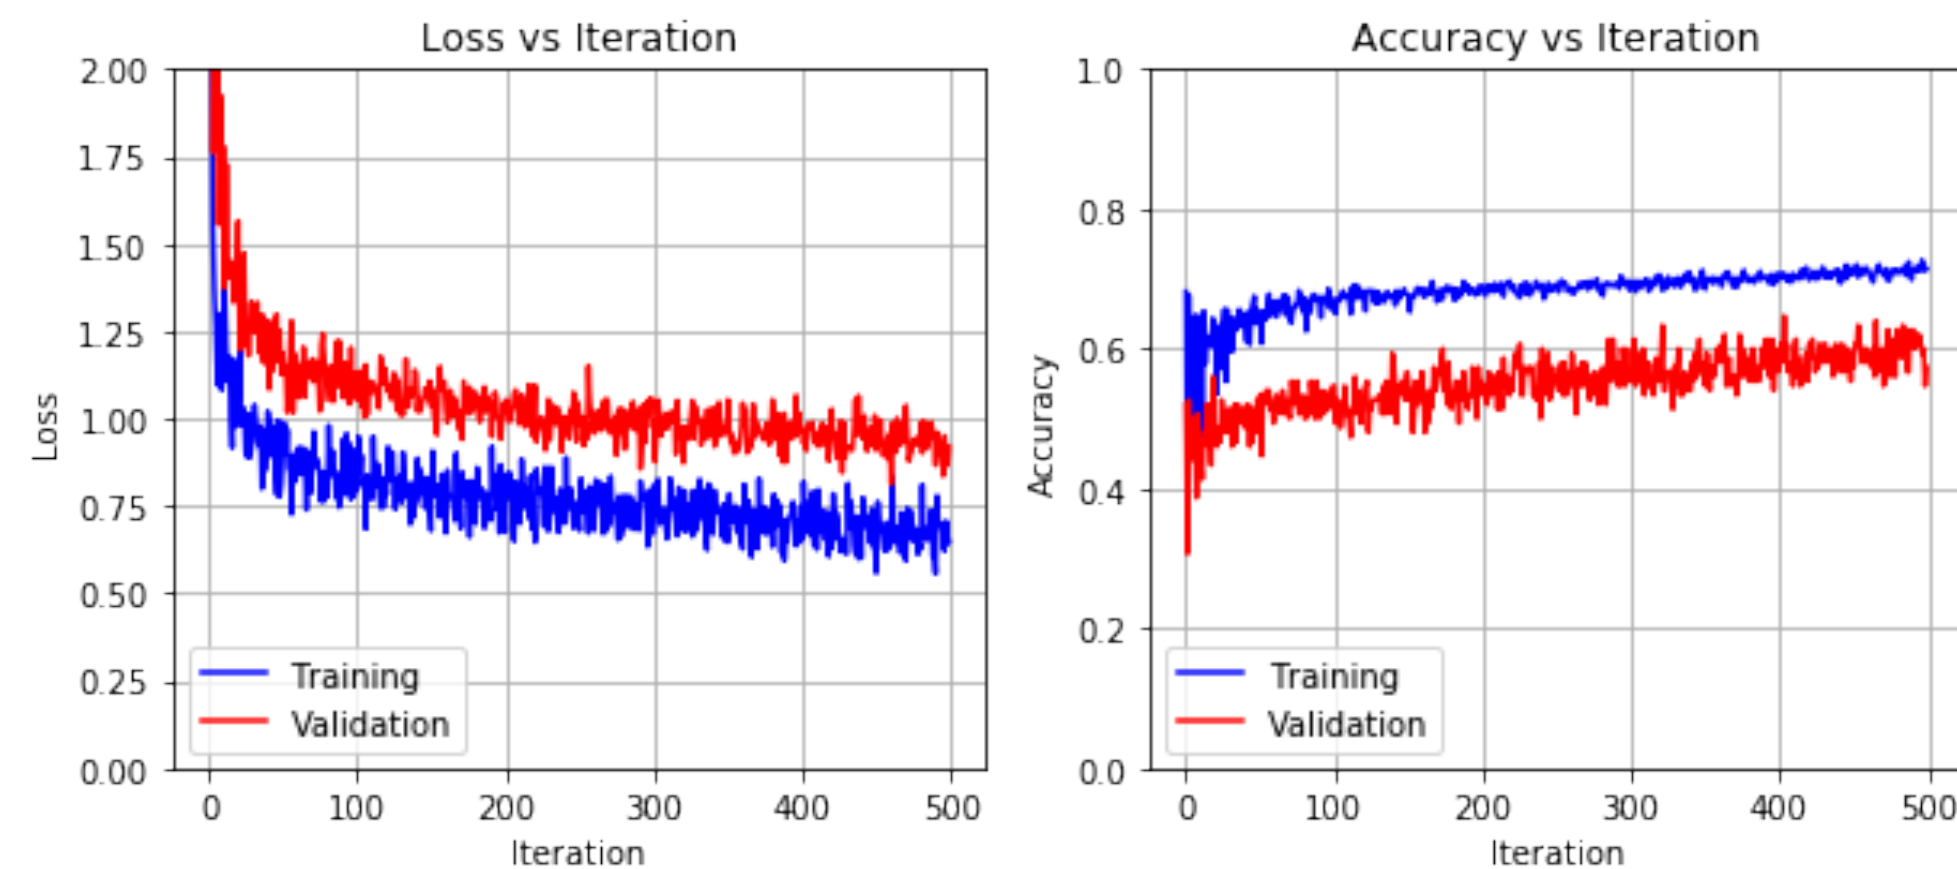 Loss vs Iteration
2.00
1.75
1.50
1.25
1.00
0.75
0.50
0.25
0.00
Loss
Training
Validation
0 100 200 300 400 500
Iteration
Accuracy vs Iteration
1.0
0.8
0.6
0.4
0.2
0.0
Accuracy
Training
Validation
0 100 200 300 400 500
Iteration